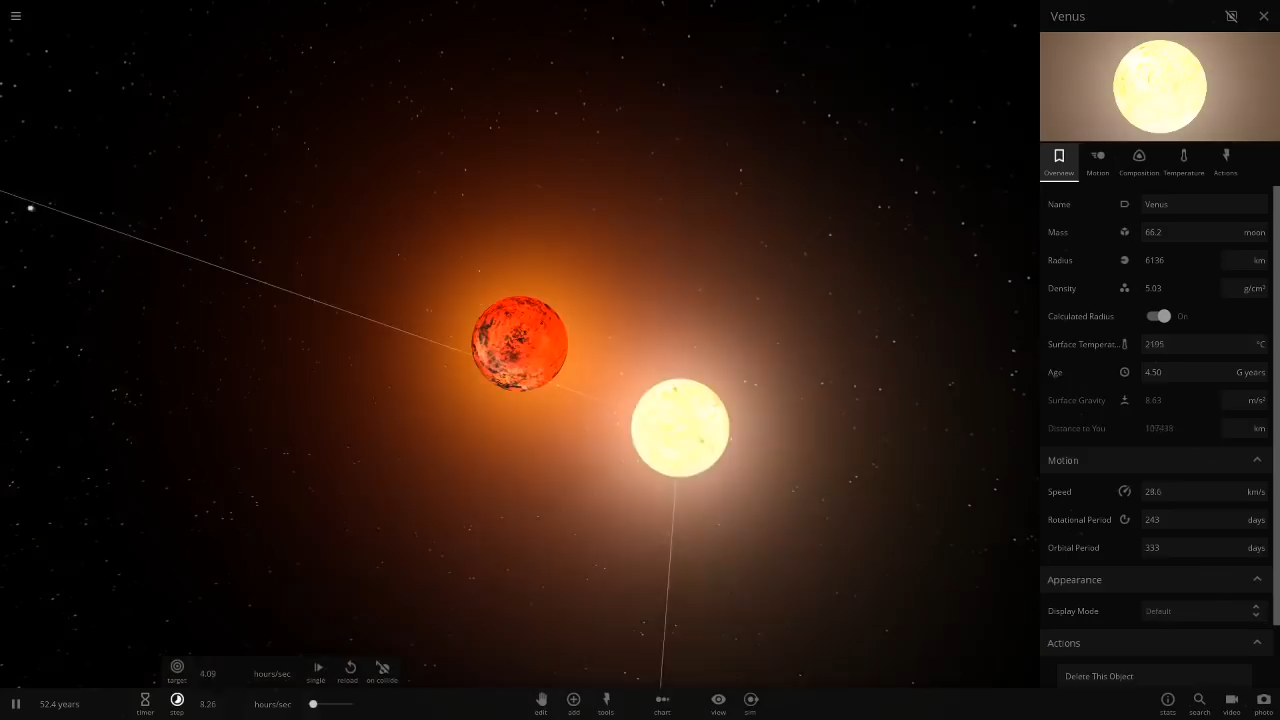 Venus
Overview Motion Composition Temperature Actions
Name Venus
Mass 66.2 moon
Radius 6136 km
Density 5.03 g/cm³
Calculated Radius On
Surface Temperat... 2195 °C
Age 4.50 G years
Surface Gravity 8.63 m/s²
Distance to You 107438 km
Motion
Speed 28.6 km/s
Rotational Period 243 days
Orbital Period 333 days
Appearance
Display Mode Default
Actions
Delete This Object
target 4.09 hours/sec single reload on collide
52.4 years timer step 8.26 hours/sec edit add tools chart view sim stats search video photo